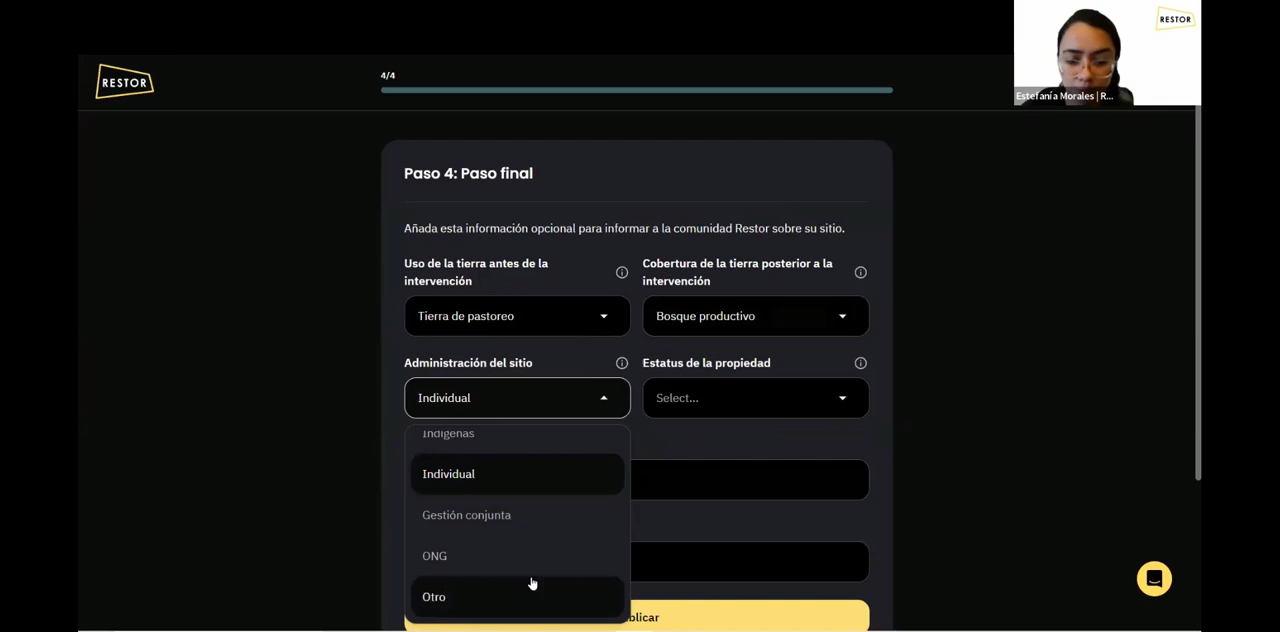 RESTOR
Estefanía Morales | R...
RESTOR
4/4
Paso 4: Paso final
Añada esta información opcional para informar a la comunidad Restor sobre su sitio.
Uso de la tierra antes de la
intervención
Cobertura de la tierra posterior a la
intervención
Tierra de pastoreo
Bosque productivo
Administración del sitio
Estatus de la propiedad
Individual
Select...
Indígenas
Individual
Gestión conjunta
ONG
Otro
blicar